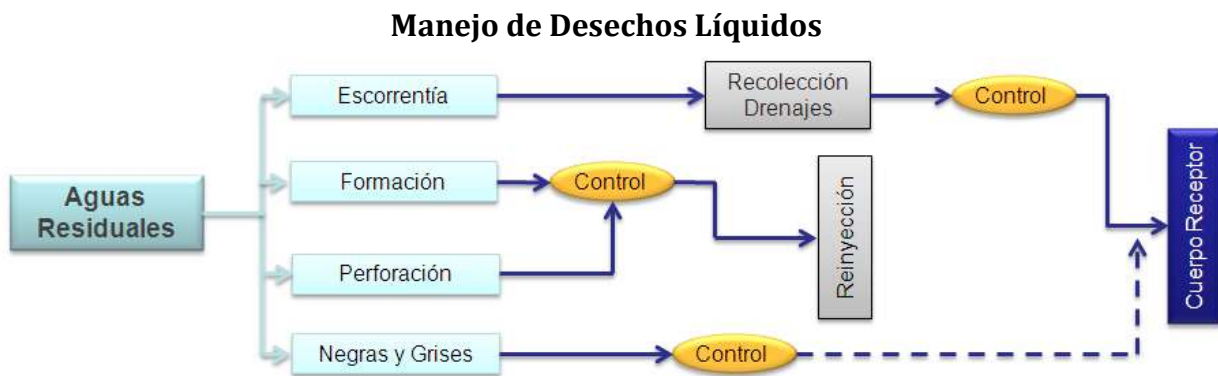 Manejo de Desechos Líquidos
Escorrentía
Recolección
Drenajes
Control
Formación
Control
Aguas
Residuales
Perforación
Reinyección
Cuerpo Receptor
Negras y Grises
Control